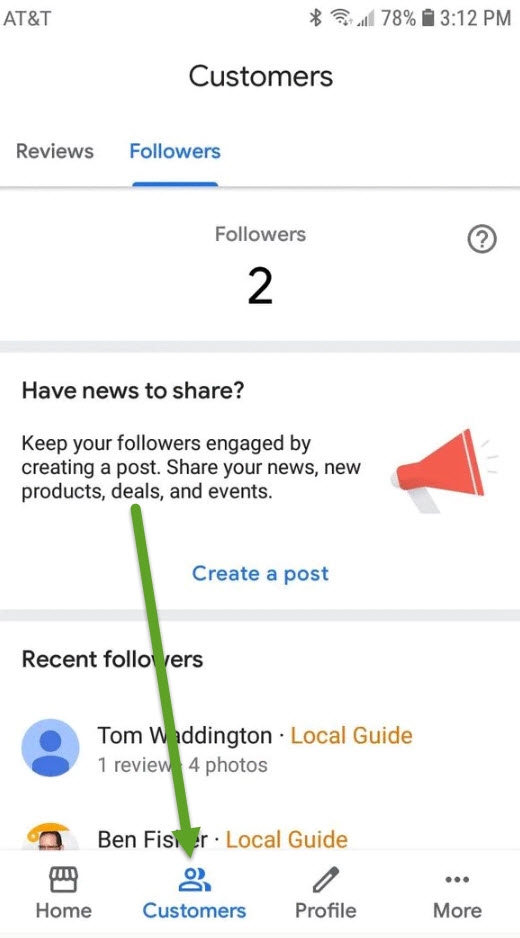 AT&T 78% 3:12 PM
Customers
Reviews Followers
Followers
2
Have news to share?
Keep your followers engaged by
creating a post. Share your news, new
products, deals, and events.
Create a post
Recent followers
Tom Waddington · Local Guide
1 review · 4 photos
Ben Fisher · Local Guide
Home Customers Profile More